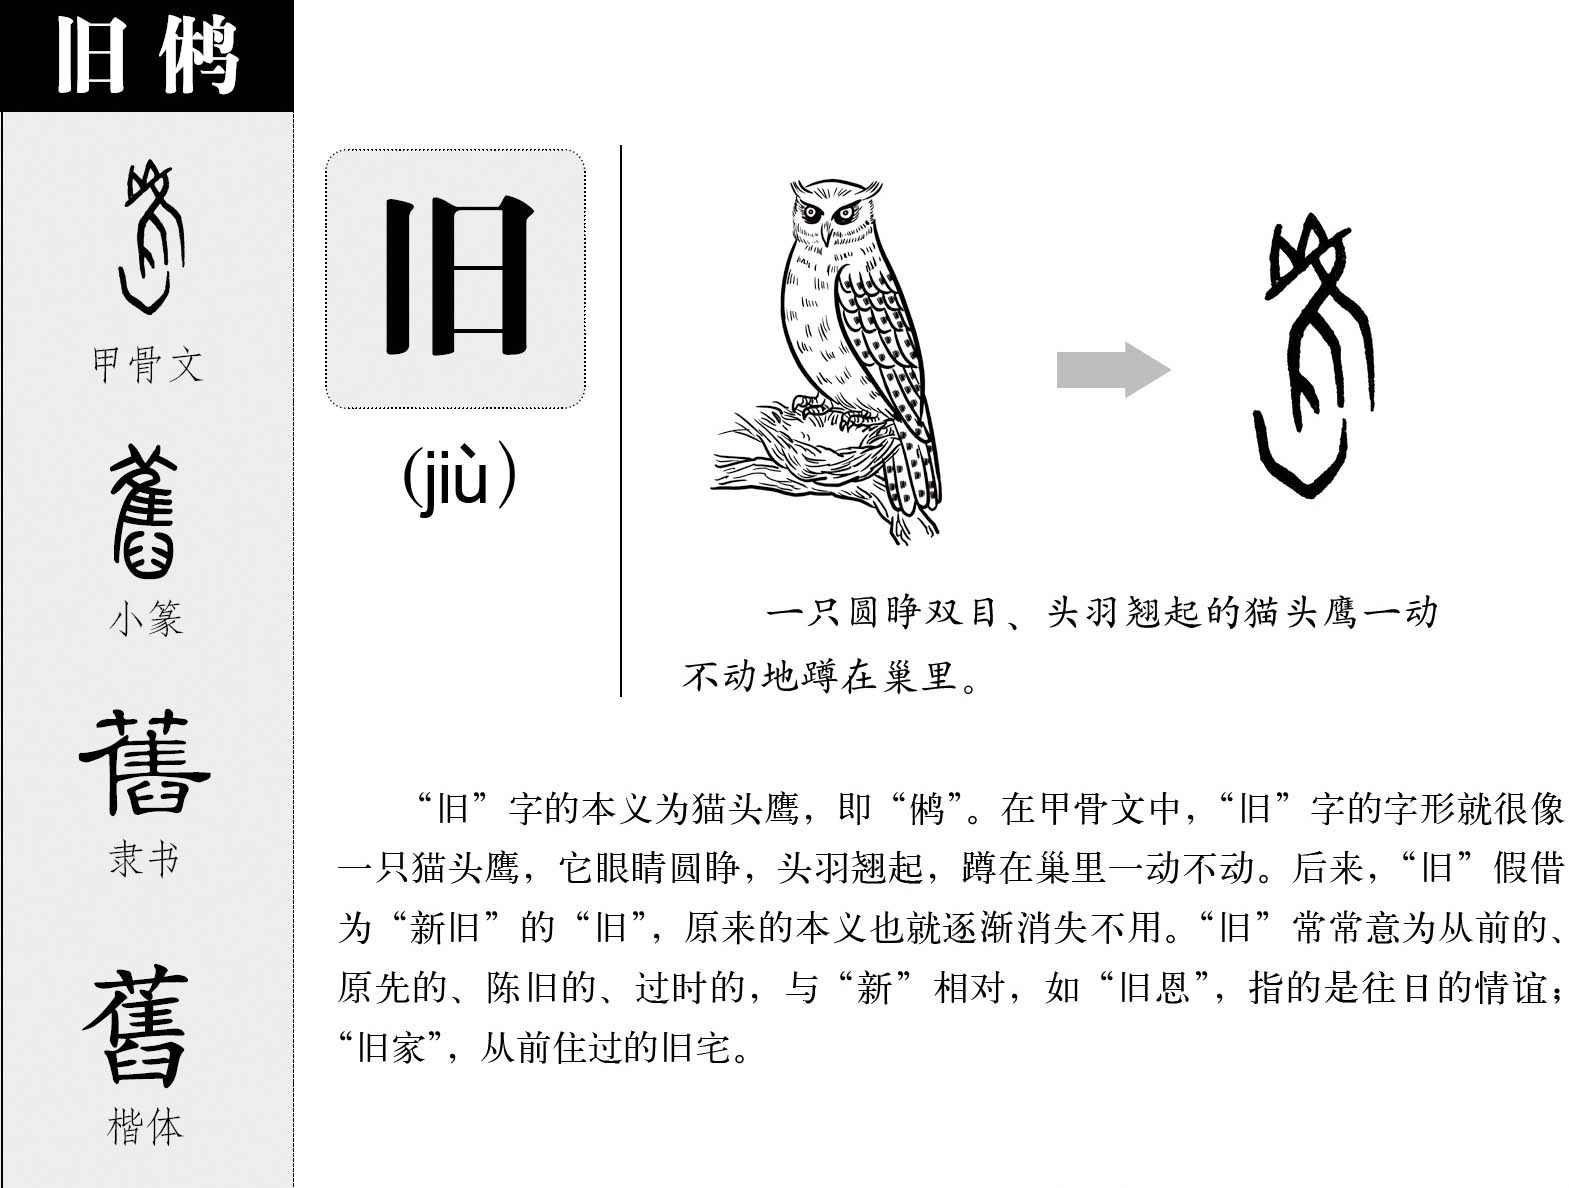 旧 鸺
甲骨文
舊
小篆
舊
隶书
舊
楷体
旧
（jiù）
一只圆睁双目、头羽翘起的猫头鹰一动
不动地蹲在巢里。
“旧”字的本义为猫头鹰，即“鸺”。在甲骨文中，“旧”字的字形就很像
一只猫头鹰，它眼睛圆睁，头羽翘起，蹲在巢里一动不动。后来，“旧”假借
为“新旧”的“旧”，原来的本义也就逐渐消失不用。“旧”常常意为从前的、
原先的、陈旧的、过时的，与“新”相对，如“旧恩”，指的是往日的情谊；
“旧家”，从前住过的旧宅。